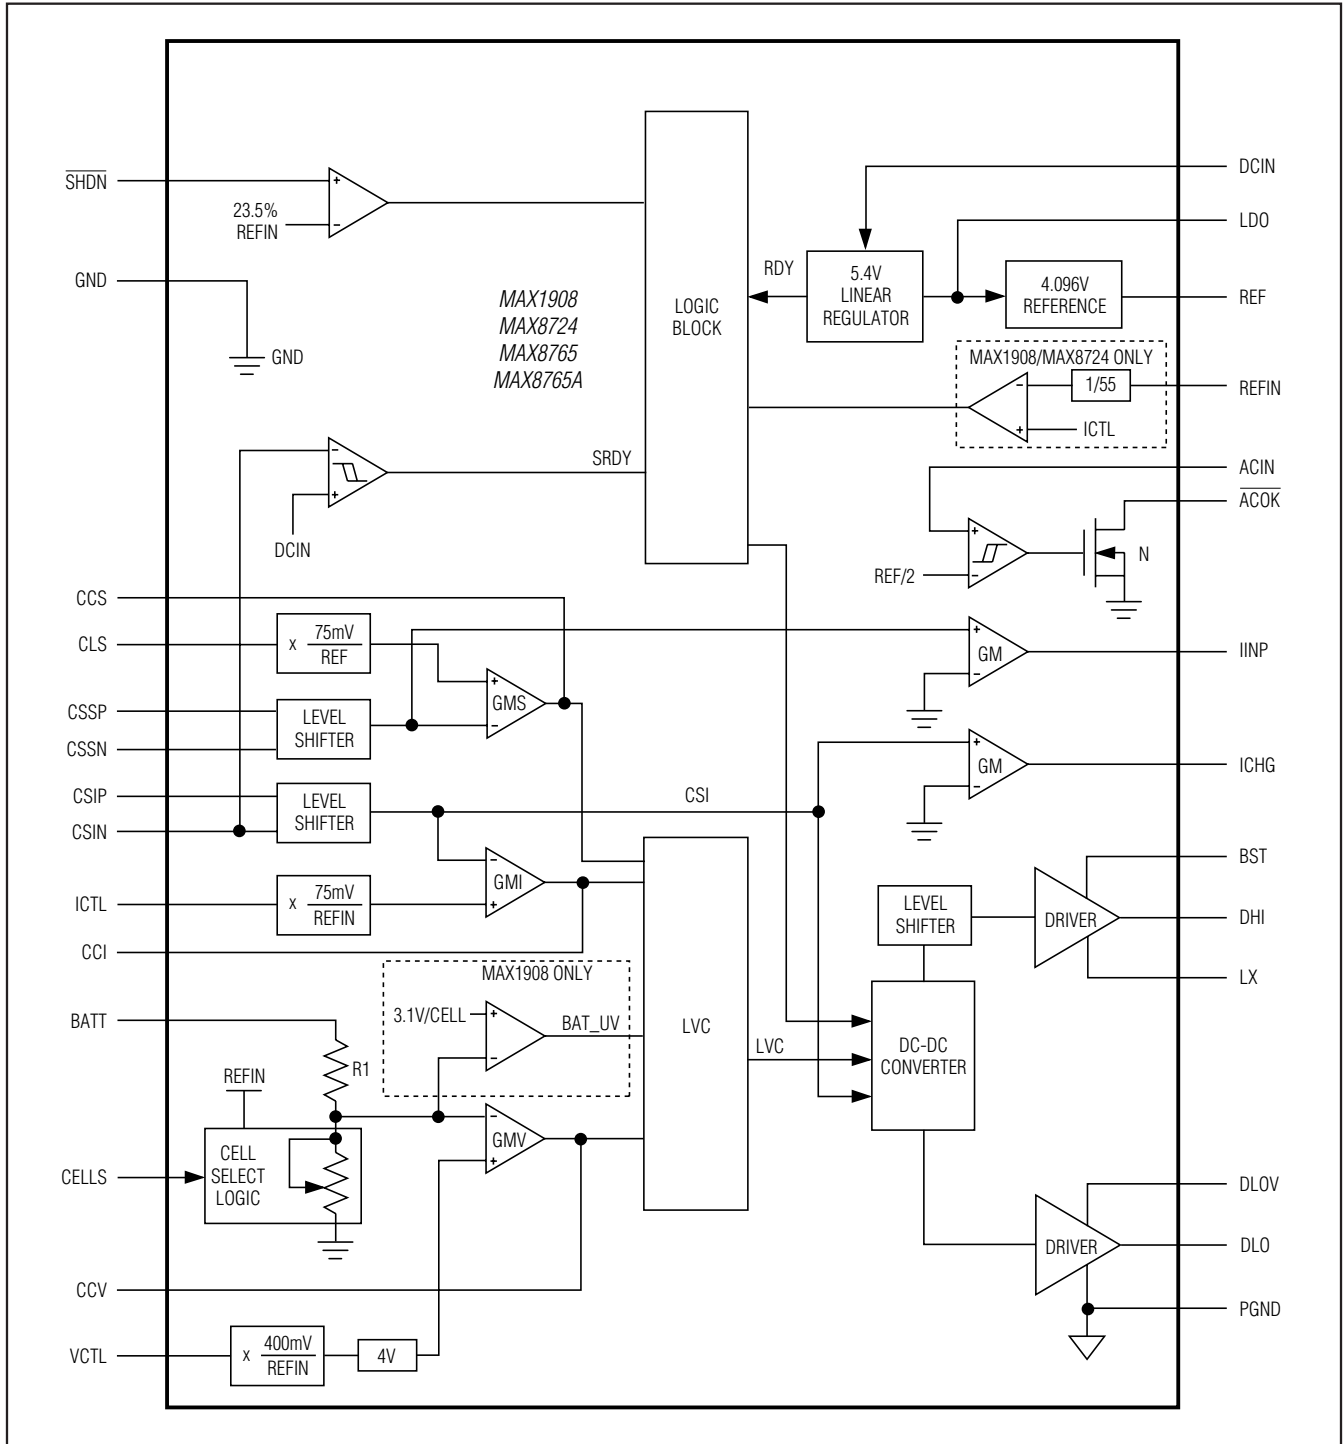 SHDN
23.5%
REFIN
+
−
GND
GND
MAX1908
MAX8724
MAX8765
MAX8765A
LOGIC
BLOCK
RDY
5.4V
LINEAR
REGULATOR
4.096V
REFERENCE
DCIN
LDO
REF
MAX1908/MAX8724 ONLY
−
1/55
REFIN
+
ICTL
−
+
SRDY
DCIN
ACIN
ACOK
+
REF/2
−
N
CCS
CLS
x 75mV
REF
+
GMS
−
CSSP
LEVEL
SHIFTER
CSSN
+
GM
−
IINP
CSIP
LEVEL
SHIFTER
CSIN
CSI
+
GM
−
ICHG
−
GMI
+
ICTL
x 75mV
REFIN
CCI
LEVEL
SHIFTER
DRIVER
BST
DHI
LX
MAX1908 ONLY
3.1V/CELL
+
BAT_UV
−
LVC
LVC
DC-DC
CONVERTER
BATT
R1
REFIN
−
GMV
+
CELLS
CELL
SELECT
LOGIC
DRIVER
DLOV
DLO
PGND
CCV
VCTL
x 400mV
REFIN
4V